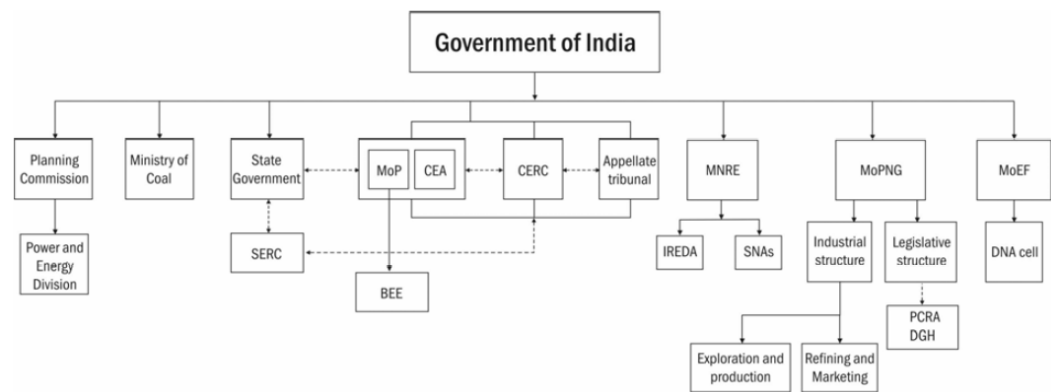 Government of India
Planning
Commission
Ministry of
Coal
State
Government
MoP
CEA
CERC
Appellate
tribunal
MNRE
MoPNG
MoEF
Power and
Energy
Division
SERC
BEE
IREDA
SNAs
Industrial
structure
Legislative
structure
DNA cell
PCRA
DGH
Exploration and
production
Refining and
Marketing